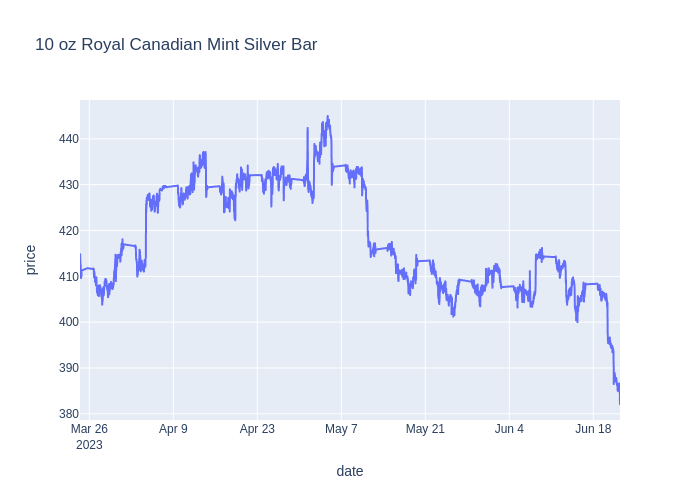 10 oz Royal Canadian Mint Silver Bar
price
440
430
420
410
400
390
380
Mar 26
2023
Apr 9
Apr 23
May 7
May 21
Jun 4
Jun 18
date